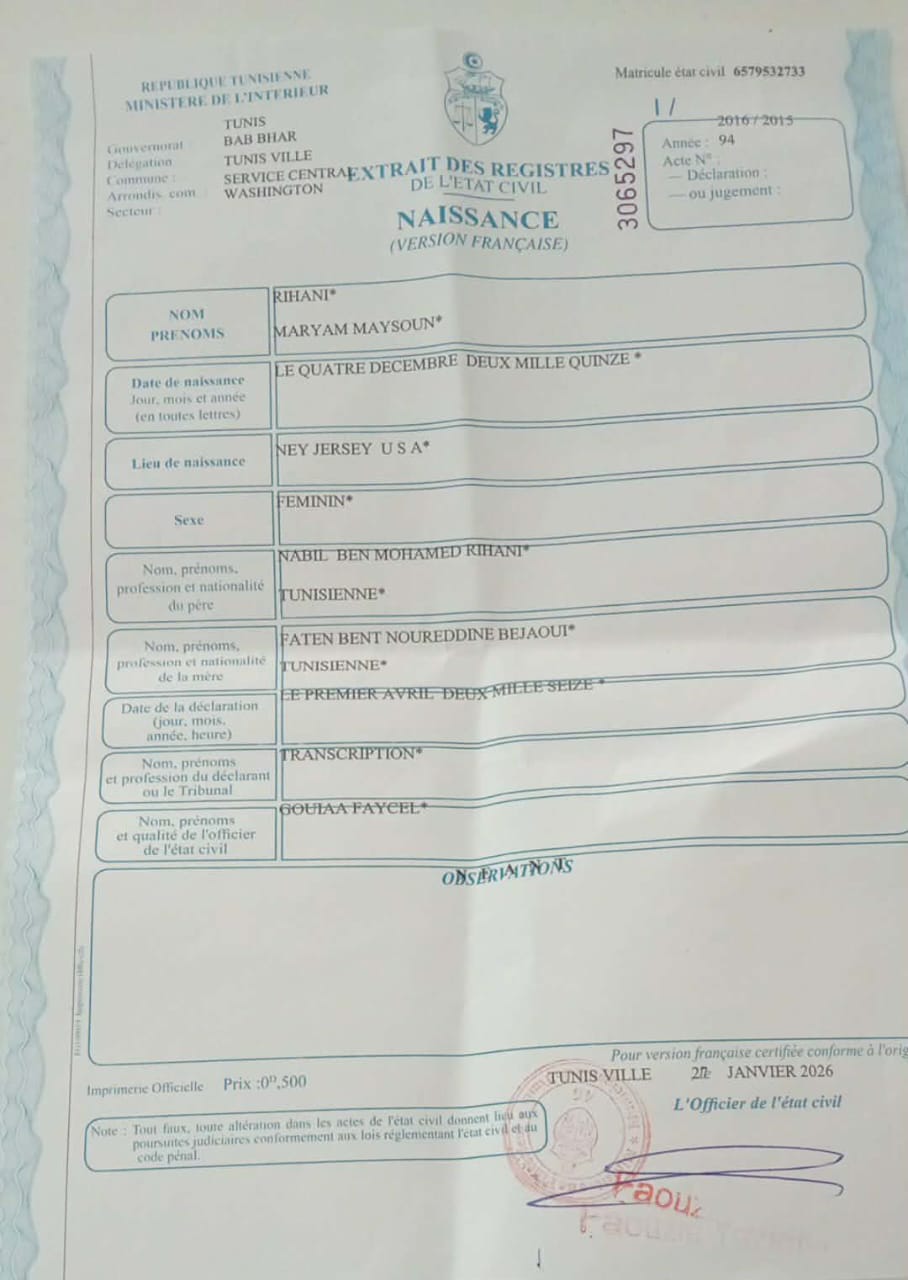 REPUBLIQUE TUNISIENNE
MINISTERE DE L'INTERIEUR
Matricule état civil 6579532733
Gouvernorat TUNIS
Délégation BAB BHAR
Commune : TUNIS VILLE
Arrondis. com. : SERVICE CENTRAL
Secteur : WASHINGTON
EXTRAIT DES REGISTRES
DE L'ETAT CIVIL
NAISSANCE
(VERSION FRANÇAISE)
3065297
1 /
2016 / 2015
Année : 94
Acte N° :
— Déclaration :
— ou jugement :
NOM
PRENOMS
RIHANI*
MARYAM MAYSOUN*
Date de naissance
Jour, mois et année
(en toutes lettres)
LE QUATRE DECEMBRE DEUX MILLE QUINZE *
Lieu de naissance
NEY JERSEY U S A*
Sexe
FEMININ*
Nom, prénoms,
profession et nationalité
du père
NABIL BEN MOHAMED RIHANI*
TUNISIENNE*
Nom, prénoms,
profession et nationalité
de la mère
FATEN BENT NOUREDDINE BEJAOUI*
TUNISIENNE*
Date de la déclaration
(jour, mois,
année, heure)
LE PREMIER AVRIL DEUX MILLE SEIZE *
Nom, prénoms
et profession du déclarant
ou le Tribunal
TRANSCRIPTION*
Nom, prénoms
et qualité de l'officier
de l'état civil
GOUIAA FAYCEL*
OBSERVATIONS
N E A N T
Pour version française certifiée conforme à l'orig
Imprimerie Officielle Prix :0ᴰ,500
TUNIS VILLE JANVIER 2026
L'Officier de l'état civil
Note : Tout faux, toute altération dans les actes de l'état civil donnent lieu aux
poursuites judiciaires conformement aux lois réglementant l'état civil et au
code pénal.